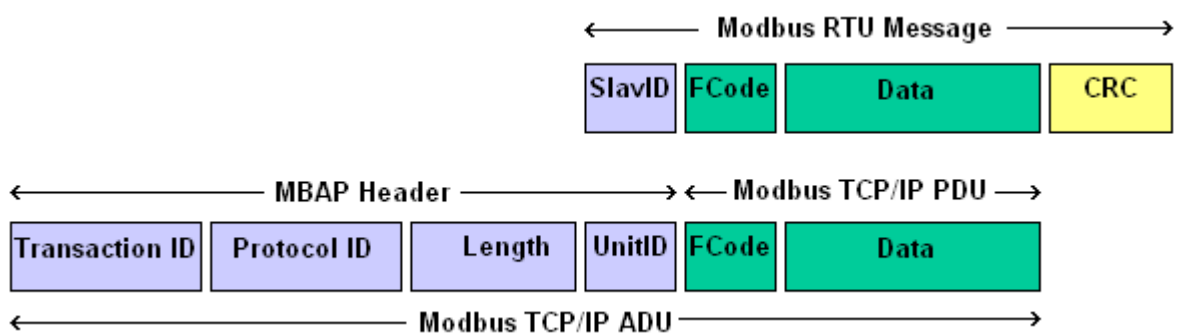 Modbus RTU Message
SlavID FCode Data CRC
MBAP Header Modbus TCP/IP PDU
Transaction ID Protocol ID Length UnitID FCode Data
Modbus TCP/IP ADU